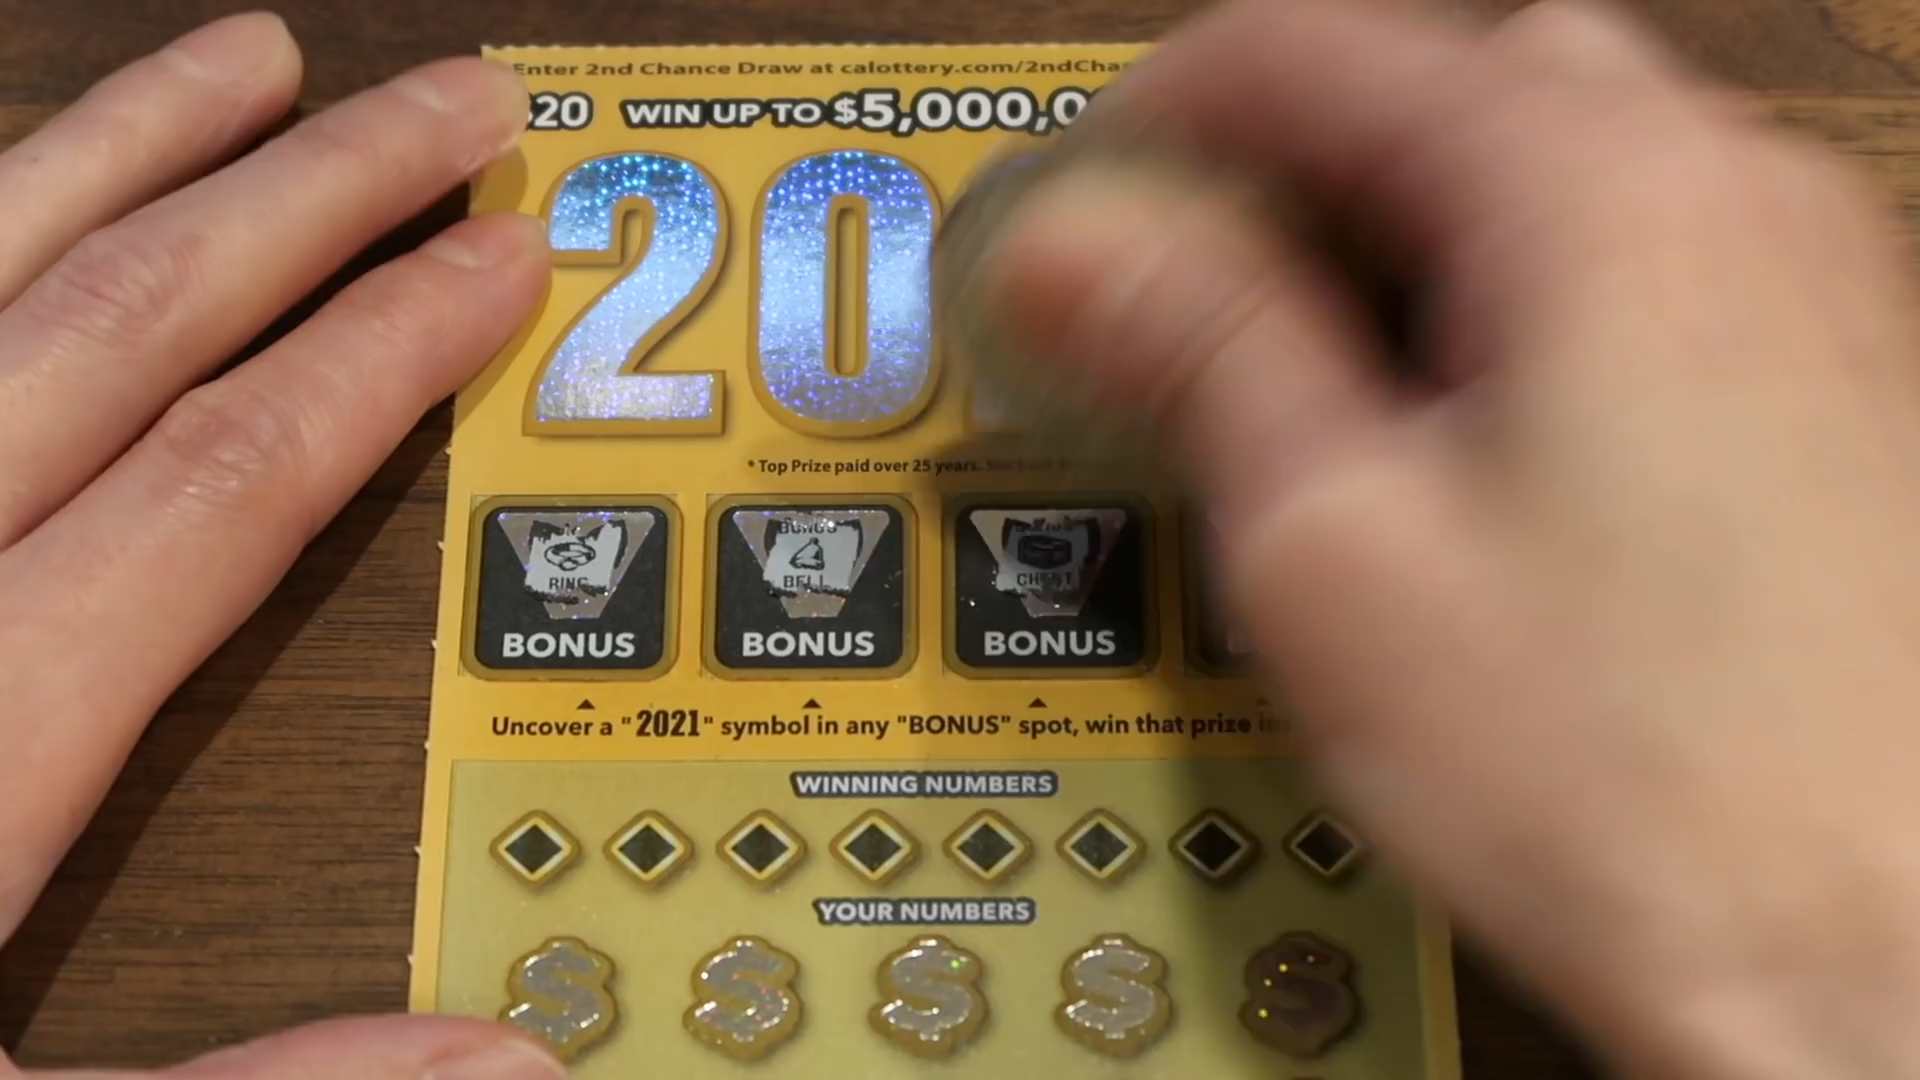 Enter 2nd Chance Draw at calottery.com/2ndCha
$20 WIN UP TO $5,000,0
20
* Top Prize paid over 25 years.
RING BONUS BELL CHEST
BONUS BONUS BONUS
Uncover a "2021" symbol in any "BONUS" spot, win that prize
WINNING NUMBERS
YOUR NUMBERS
$ $ $ $ $